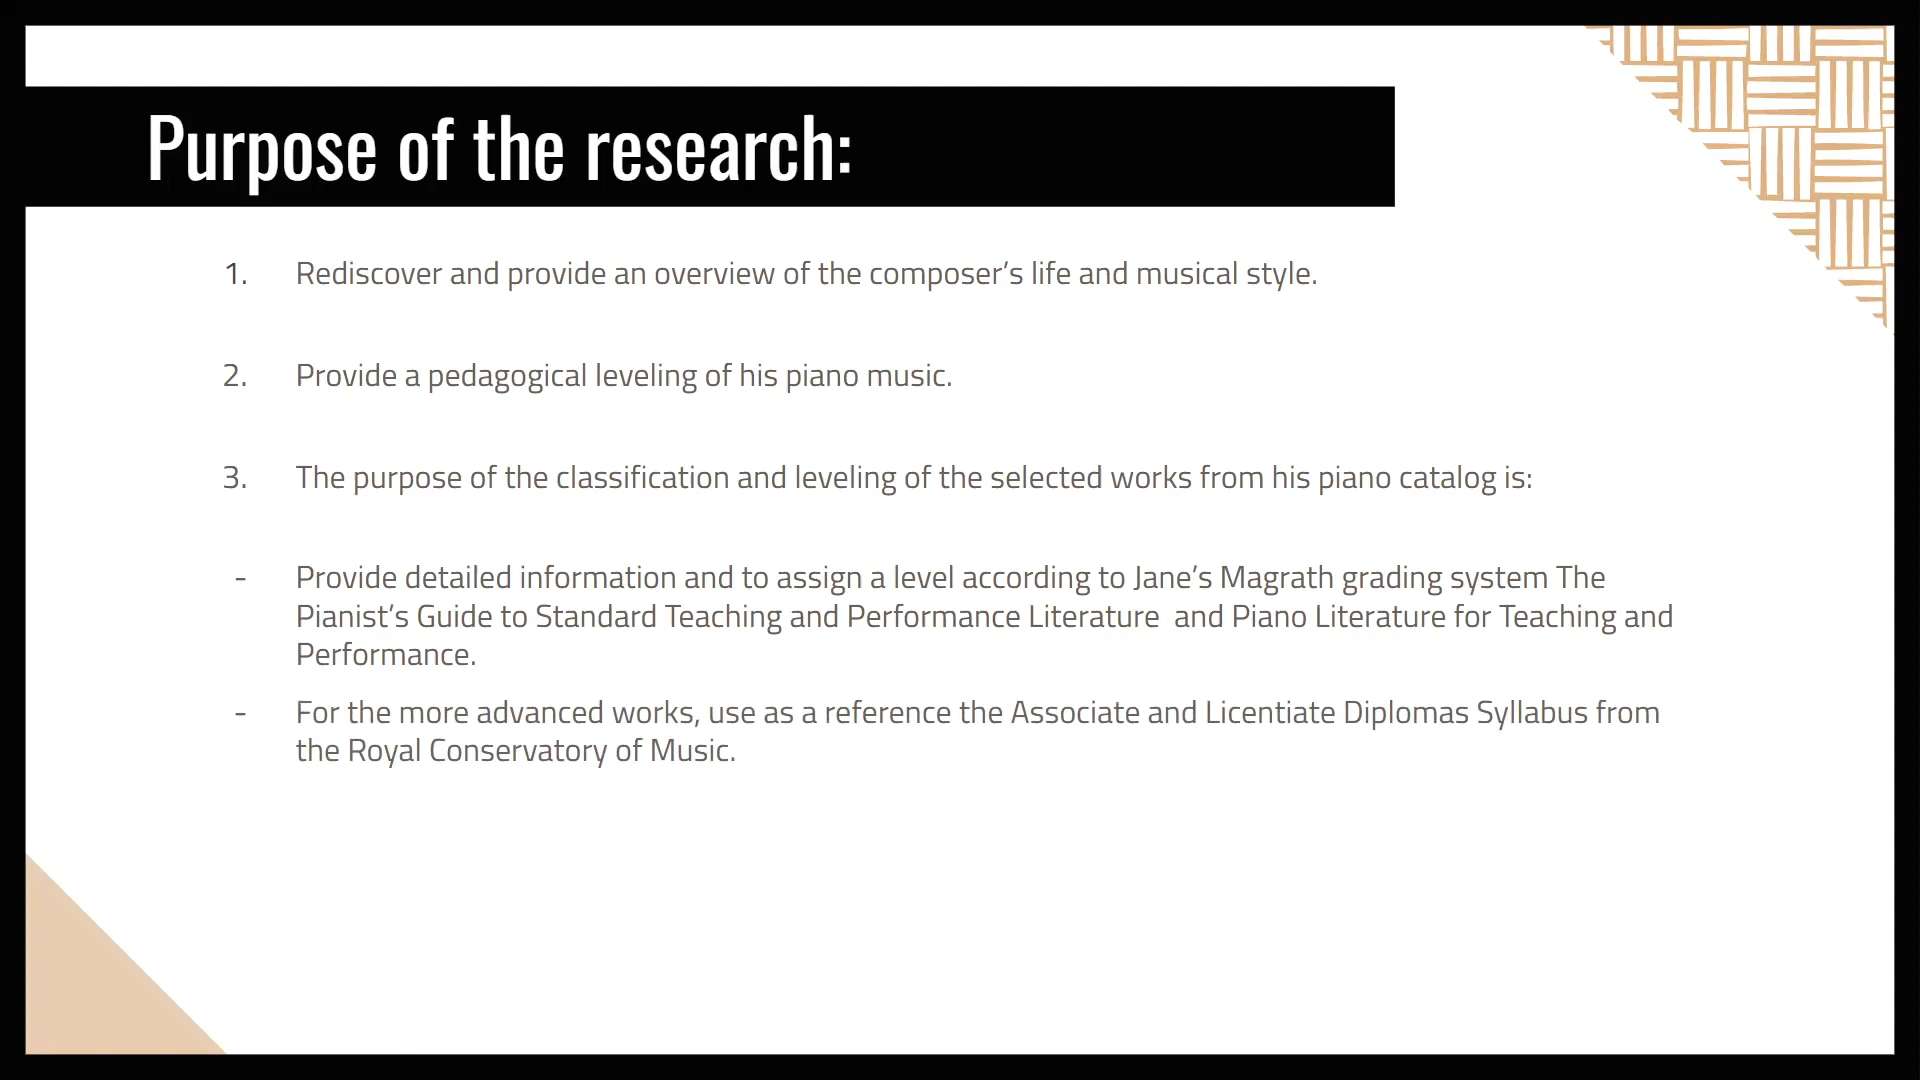 Purpose of the research:
1. Rediscover and provide an overview of the composer’s life and musical style.
2. Provide a pedagogical leveling of his piano music.
3. The purpose of the classification and leveling of the selected works from his piano catalog is:
- Provide detailed information and to assign a level according to Jane’s Magrath grading system The
Pianist’s Guide to Standard Teaching and Performance Literature  and Piano Literature for Teaching and
Performance.
- For the more advanced works, use as a reference the Associate and Licentiate Diplomas Syllabus from
the Royal Conservatory of Music.